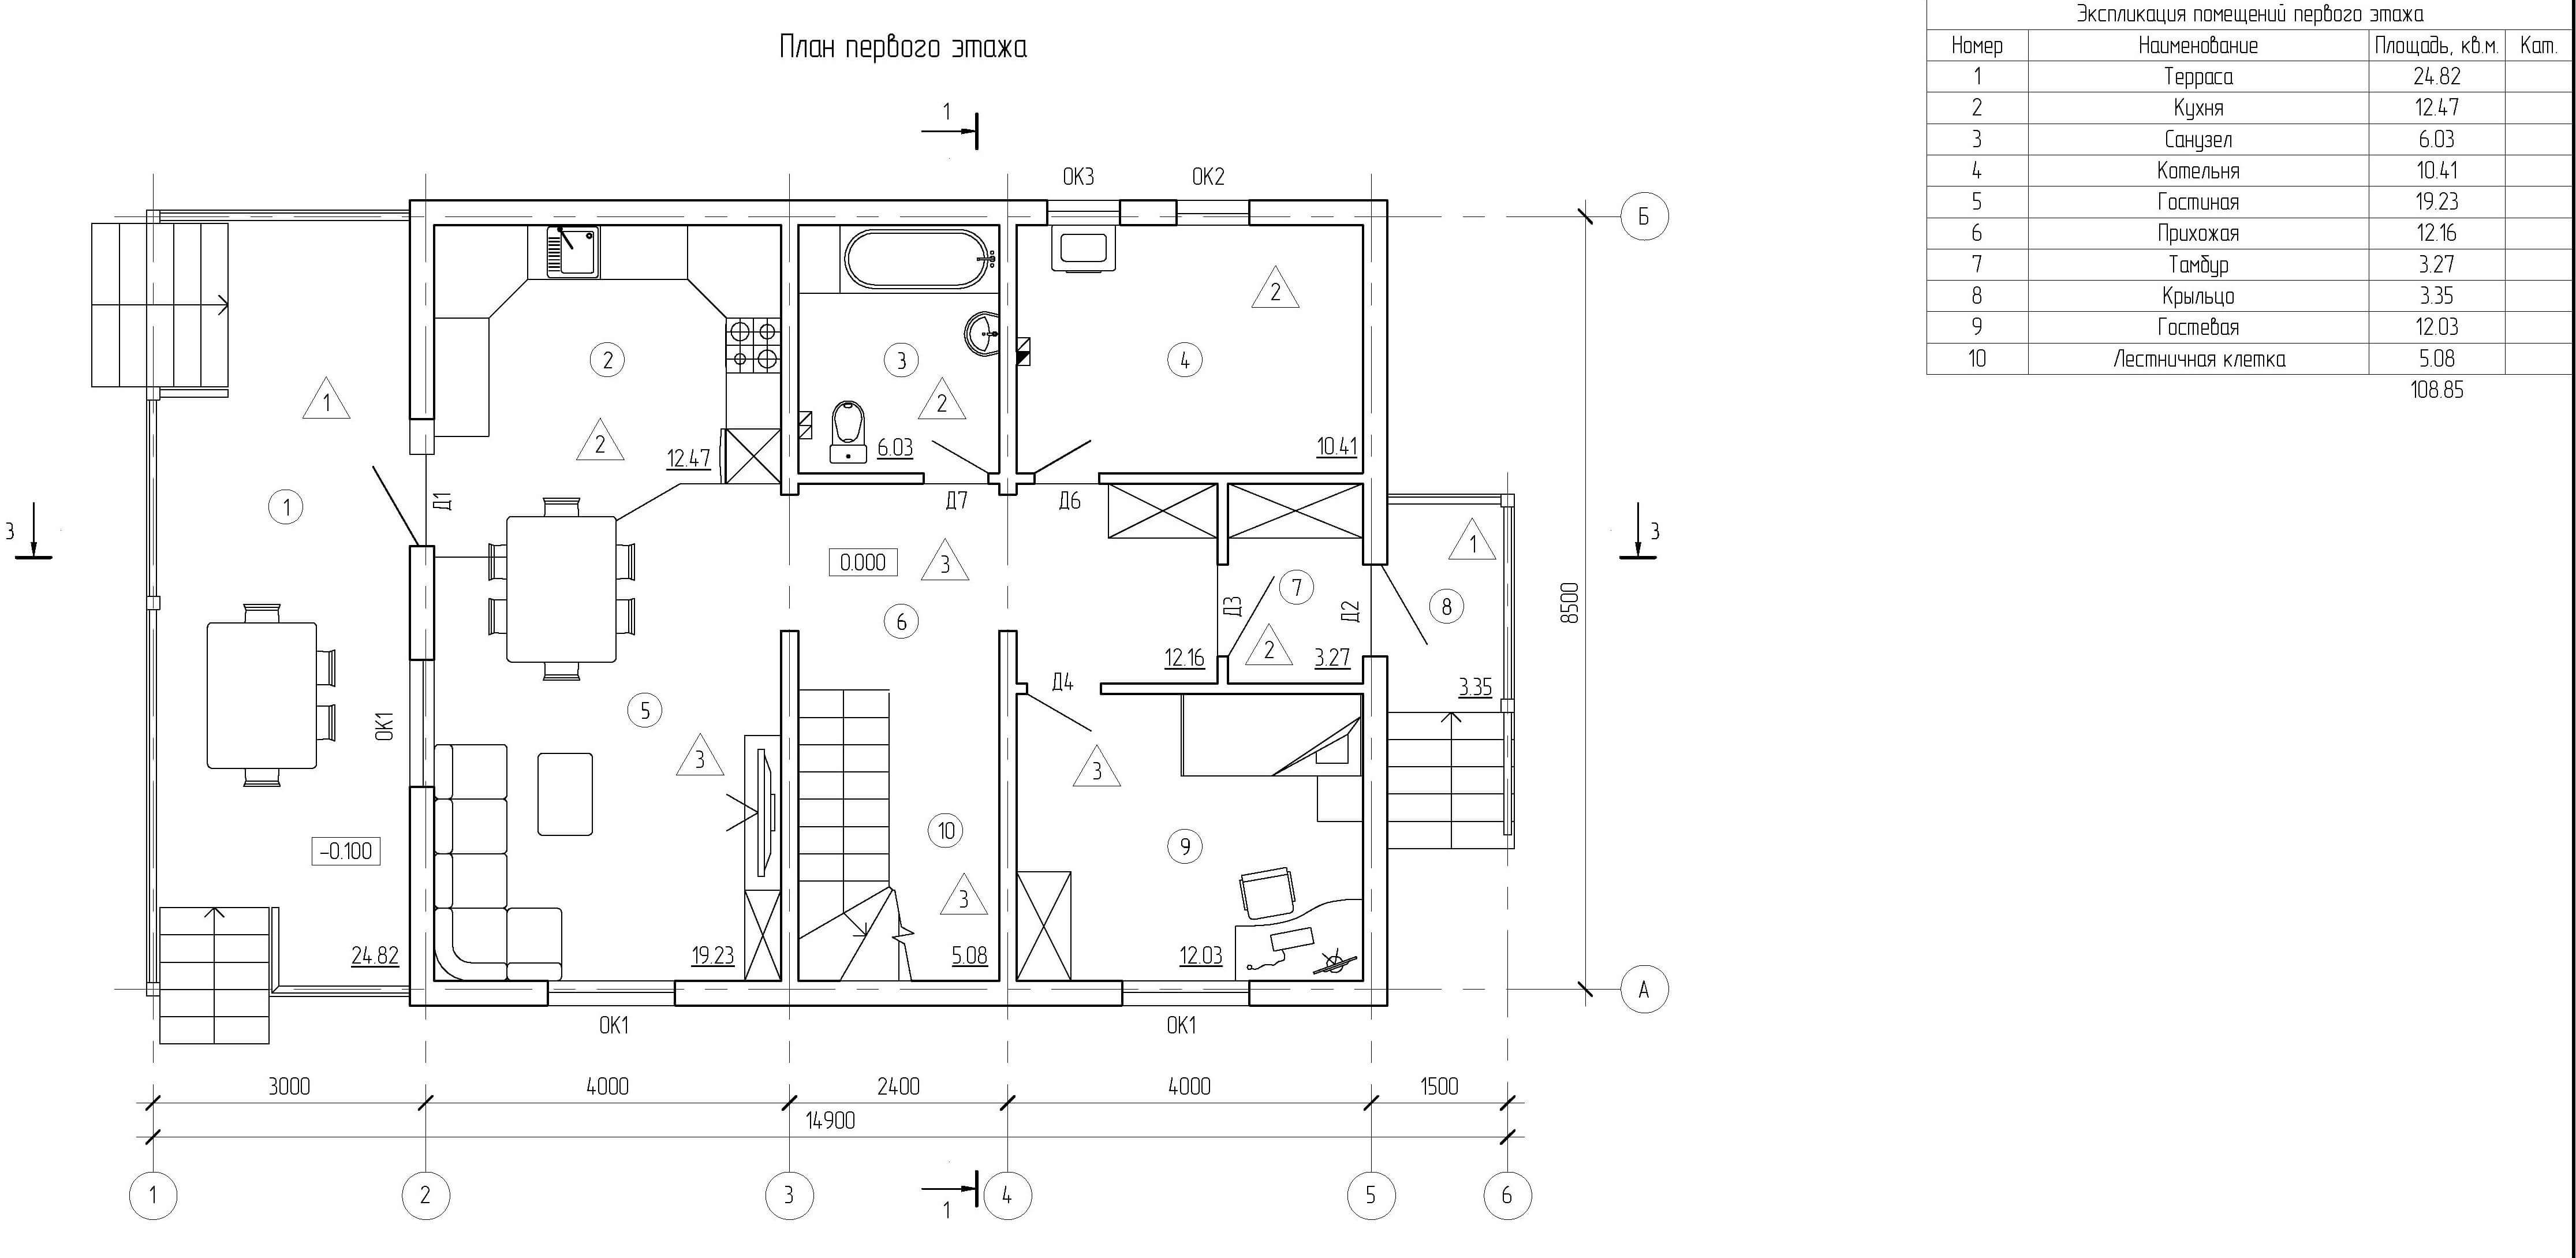 План первого этажа
Экспликация помещений первого этажа
Номер Наименование Площадь, кв.м. Кат.
1 Терраса 24.82
2 Кухня 12.47
3 Санузел 6.03
4 Котельня 10.41
5 Гостиная 19.23
6 Прихожая 12.16
7 Тамбур 3.27
8 Крыльцо 3.35
9 Гостевая 12.03
10 Лестничная клетка 5.08
108.85
1
ОК3 ОК2
Б
2
2 3 4
1 2
2
12.47 6.03 10.41
1 Д1 Д7 Д6
3 3
1
0.000 3
7 8
Д3 Д2
8500
6
2
12.16 3.27
Д4
3.35
5
ОК1
3 3
10 9
-0.100
3
24.82 19.23 5.08 12.03
А
ОК1 ОК1
3000 4000 2400 4000 1500
14900
1 2 3 4 5 6
1